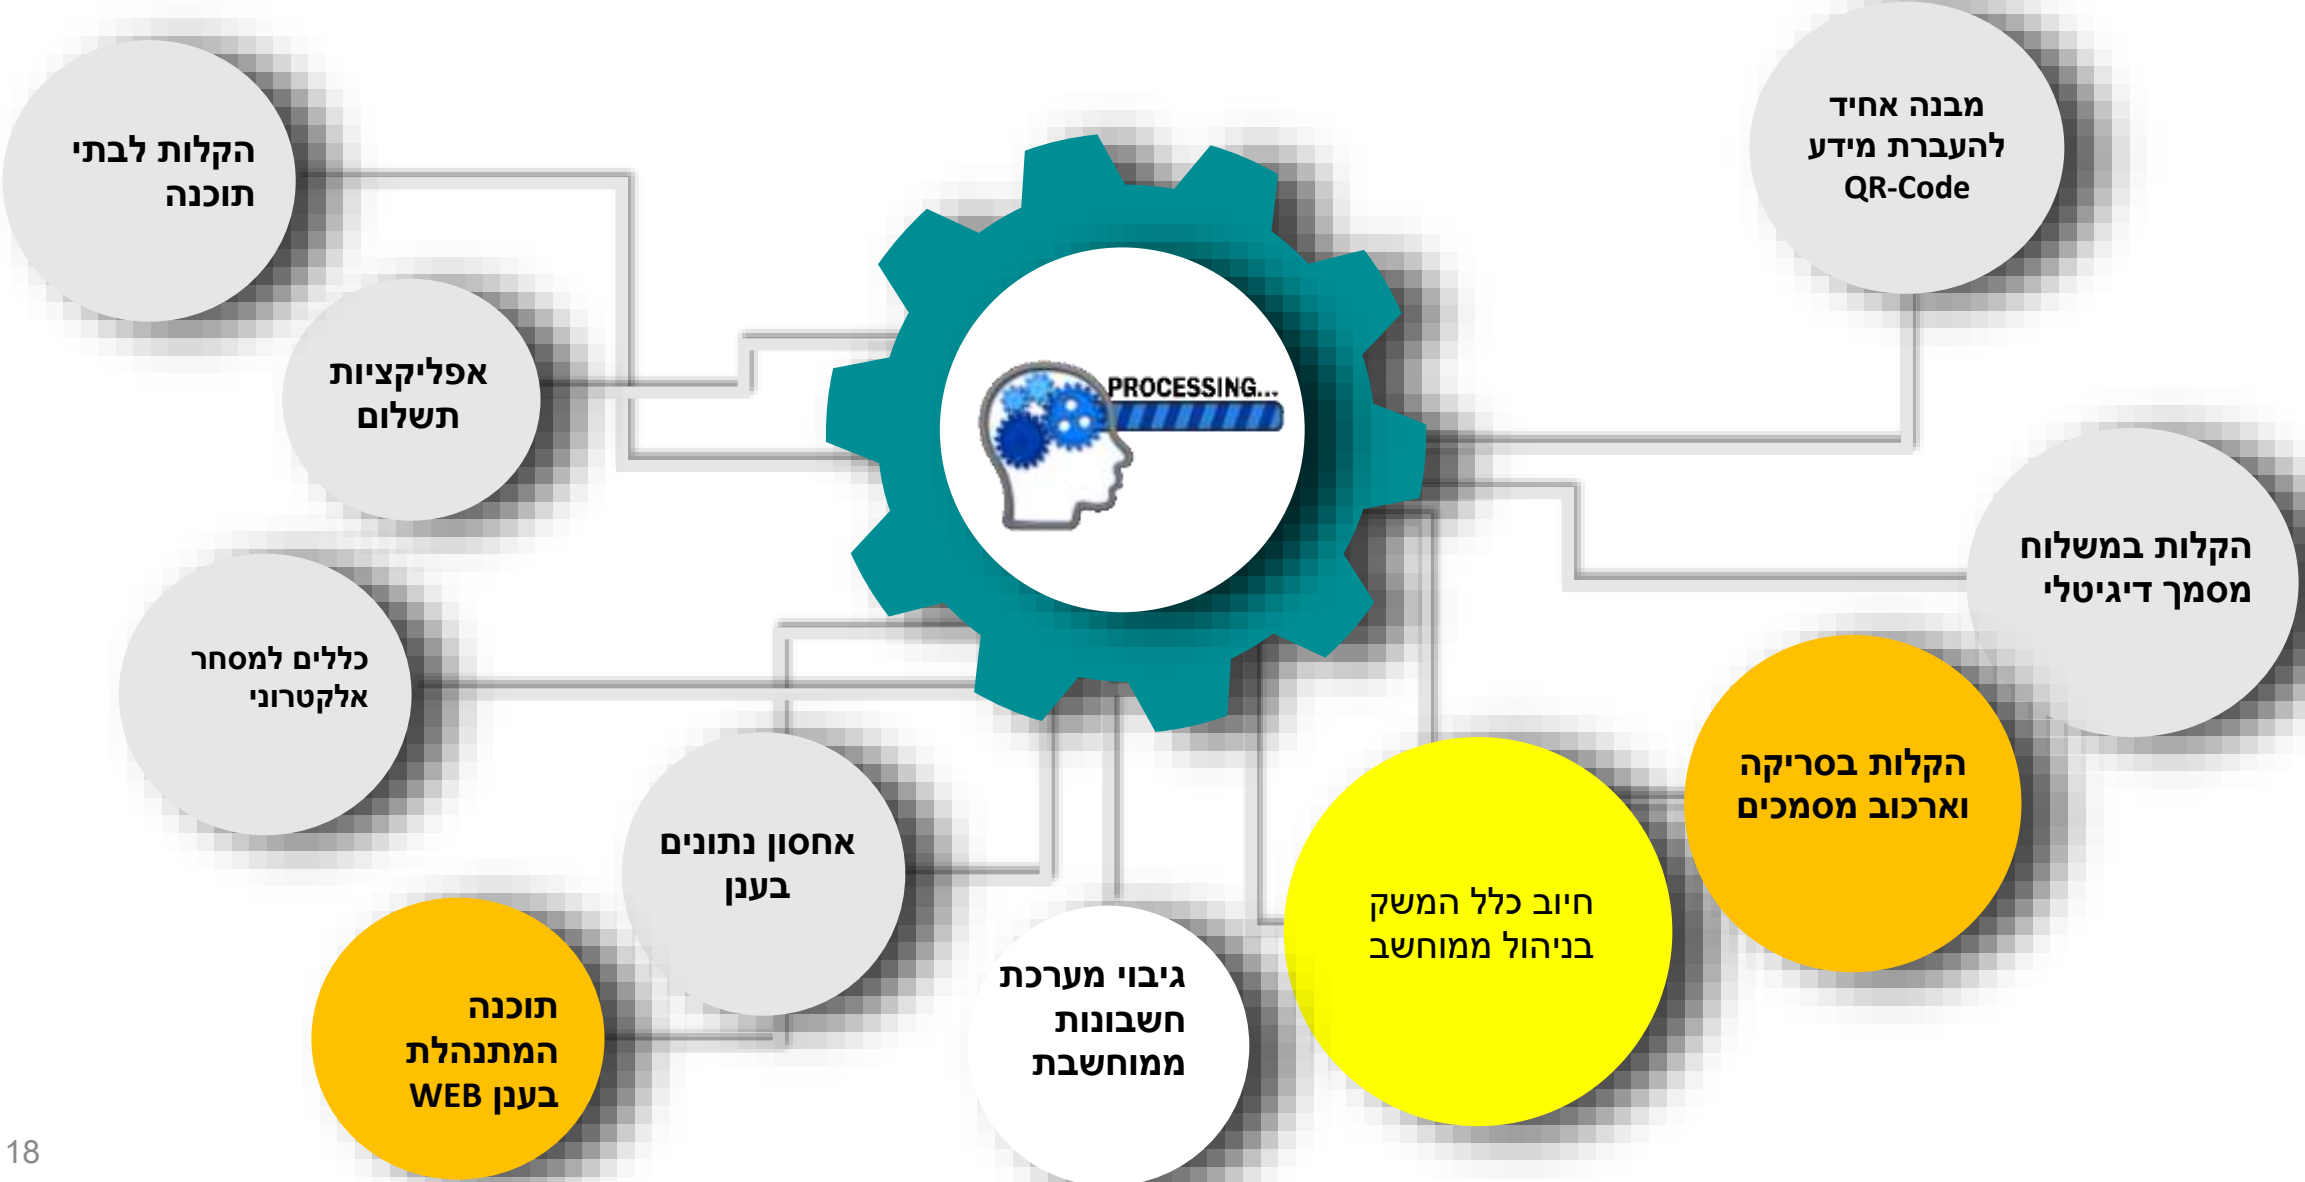 מבנה אחיד
להעברת מידע
QR-Code
הקלות לבתי
תוכנה
אפליקציות
תשלום
PROCESSING...
הקלות במשלוח
מסמך דיגיטלי
כללים למסחר
אלקטרוני
הקלות בסריקה
וארכוב מסמכים
אחסון נתונים
בענן
חיוב כלל המשק
בניהול ממוחשב
גיבוי מערכת
חשבונות
ממוחשבת
תוכנה
המתנהלת
בענן WEB
18